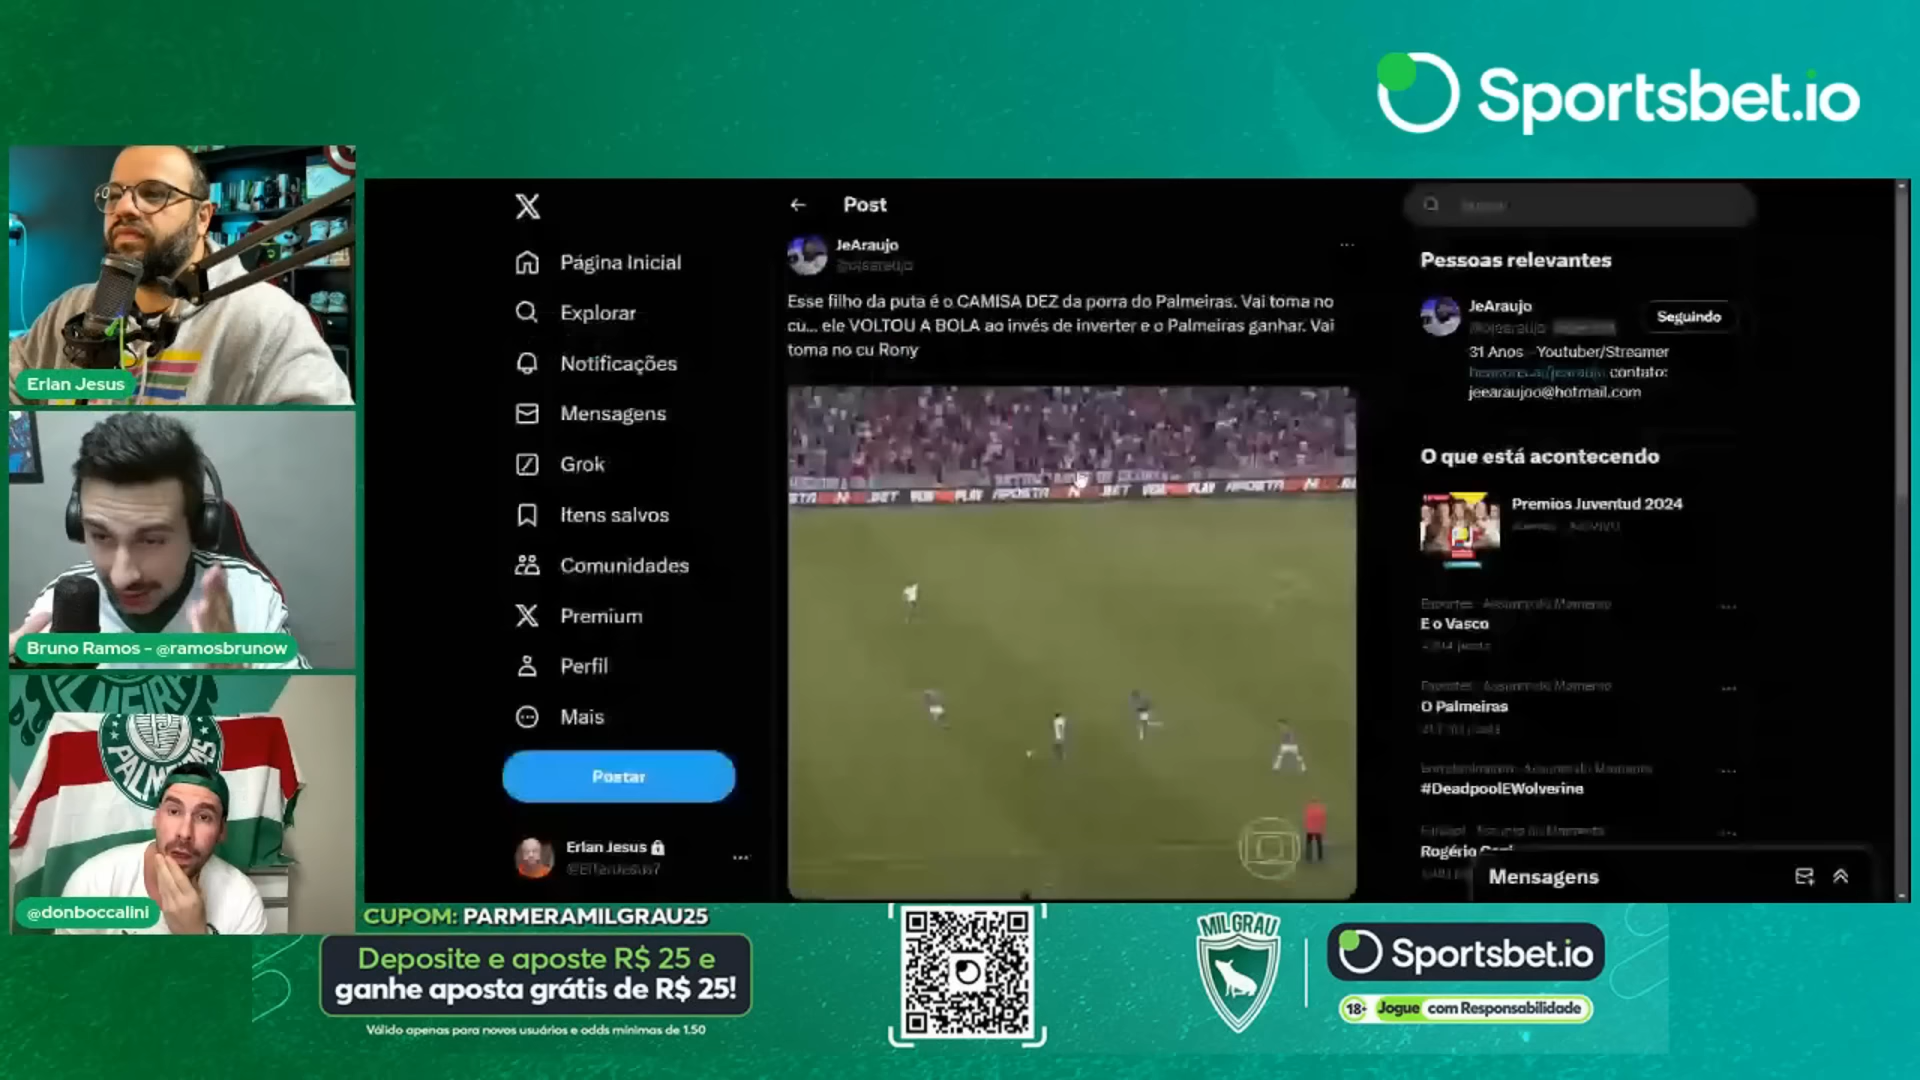 Sportsbet.io
Erlan Jesus
Bruno Ramos - @ramosbrunow
PALMEIRAS
@donboccalini
Página Inicial
Explorar
Notificações
Mensagens
Grok
Itens salvos
Comunidades
Premium
Perfil
Mais
Postar
Erlan Jesus
@ErlanJesus7
Post
JeAraujo
Esse filho da puta é o CAMISA DEZ da porra do Palmeiras. Vai toma no
cu... ele VOLTOU A BOLA ao invés de inverter e o Palmeiras ganhar. Vai
toma no cu Rony
Pessoas relevantes
JeAraujo
Seguindo
31 Anos - Youtuber/Streamer
contato:
jeearaujoo@hotmail.com
O que está acontecendo
Premios Juventud 2024
E o Vasco
O Palmeiras
#DeadpoolEWolverine
Rogério
Mensagens
CUPOM: PARMERAMILGRAU25
Deposite e aposte R$ 25 e
ganhe aposta grátis de R$ 25!
Válido apenas para novos usuários e odds mínimas de 1.50
MILGRAU
Sportsbet.io
18+ Jogue com Responsabilidade